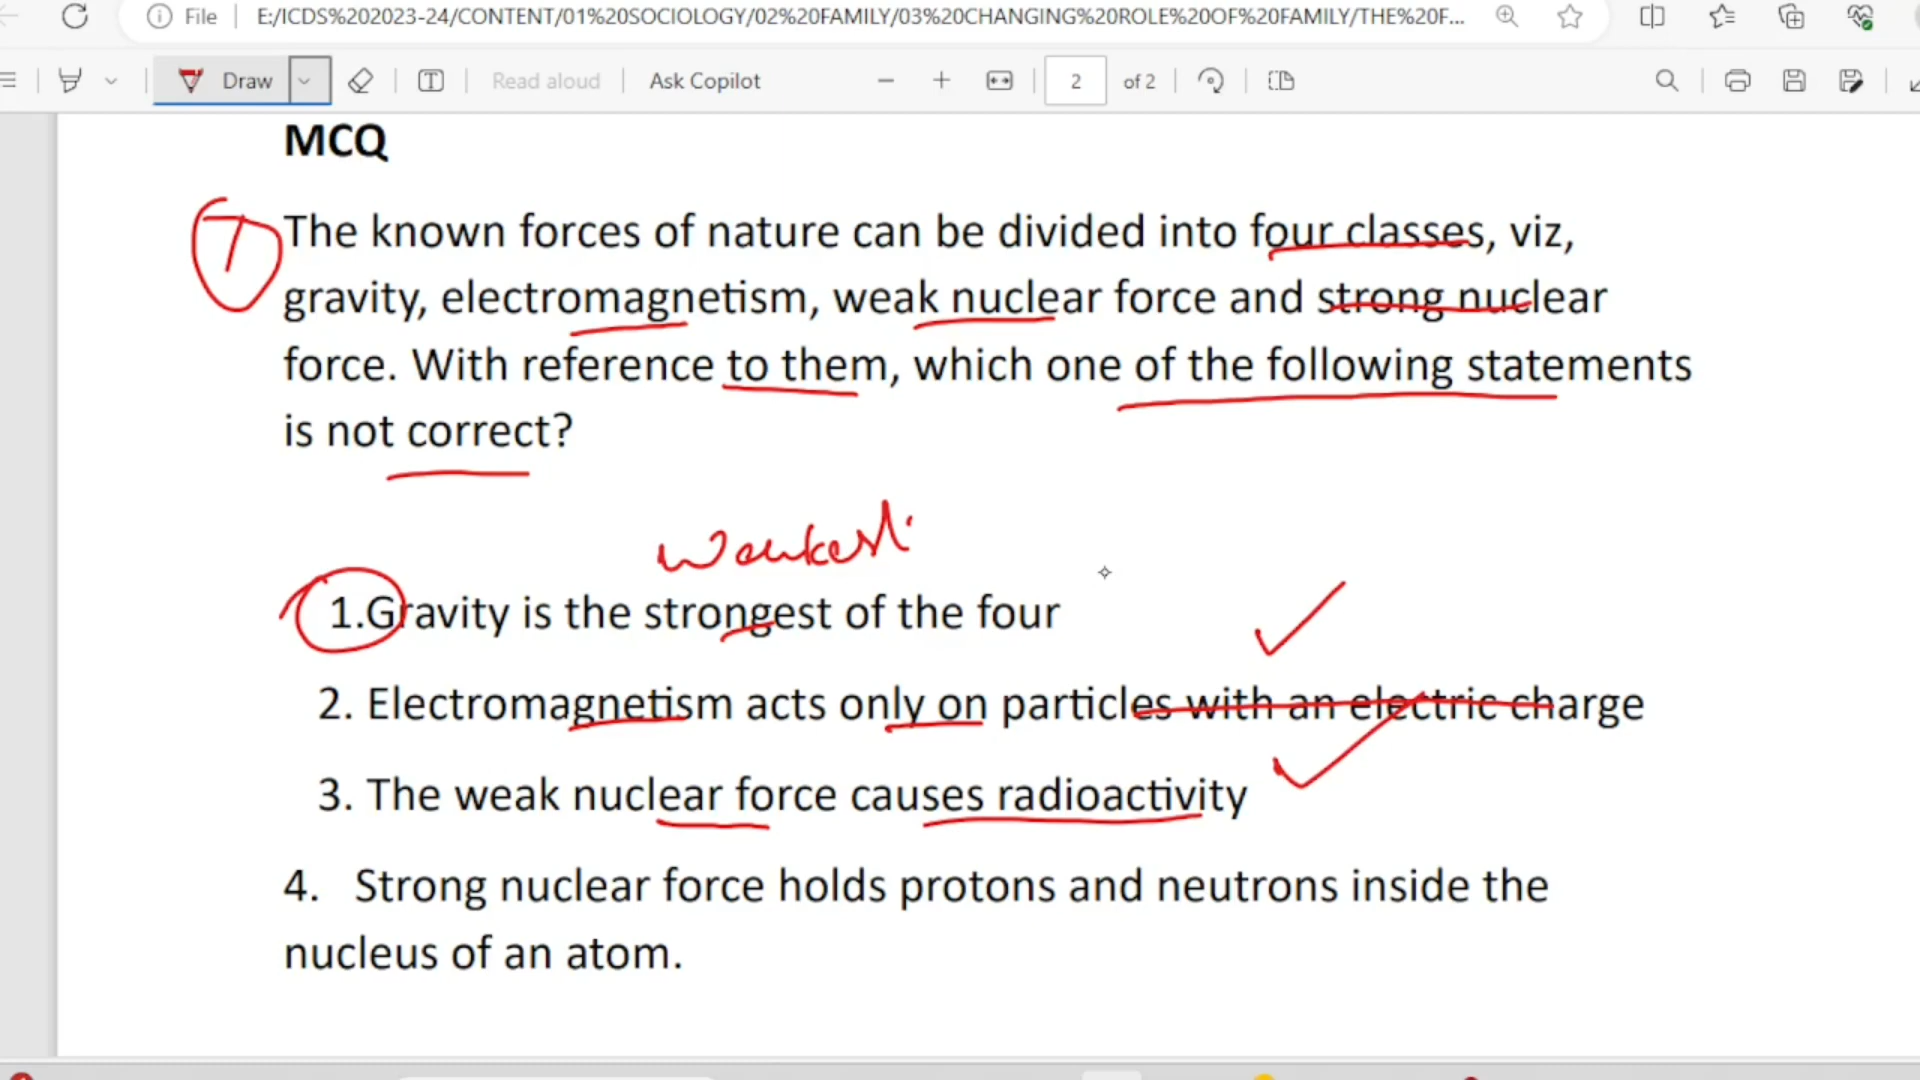 File
E:/ICDS%202023-24/CONTENT/01%20SOCIOLOGY/02%20FAMILY/03%20CHANGING%20ROLE%20OF%20FAMILY/THE%20F...
Draw
Read aloud
Ask Copilot
2 of 2
MCQ
The known forces of nature can be divided into four classes, viz,
gravity, electromagnetism, weak nuclear force and strong nuclear
force. With reference to them, which one of the following statements
is not correct?
weakest
1.Gravity is the strongest of the four
2. Electromagnetism acts only on particles with an electric charge
3. The weak nuclear force causes radioactivity
4. Strong nuclear force holds protons and neutrons inside the
nucleus of an atom.